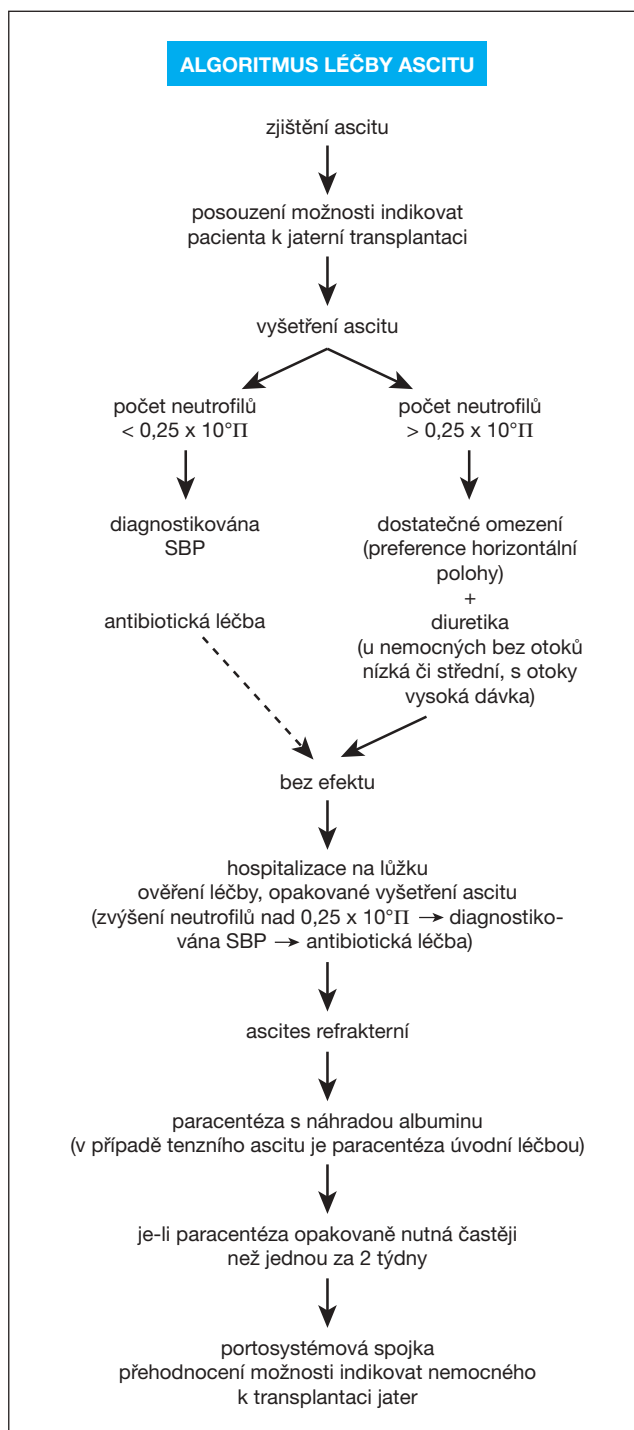 ALGORITMUS LÉČBY ASCITU
zjištění ascitu
posouzení možnosti indikovat
pacienta k jaterní transplantaci
vyšetření ascitu
počet neutrofilů
< 0,25 x 10°Π
počet neutrofilů
> 0,25 x 10°Π
diagnostikována
SBP
dostatečné omezení
(preference horizontální
polohy)
+
diuretika
(u nemocných bez otoků
nízká či střední, s otoky
vysoká dávka)
antibiotická léčba
bez efektu
hospitalizace na lůžku
ověření léčby, opakované vyšetření ascitu
(zvýšení neutrofilů nad 0,25 x 10°Π → diagnostiko-
vána SBP → antibiotická léčba)
ascites refrakterní
paracentéza s náhradou albuminu
(v případě tenzního ascitu je paracentéza úvodní léčbou)
je-li paracentéza opakovaně nutná častěji
než jednou za 2 týdny
portosystémová spojka
přehodnocení možnosti indikovat nemocného
k transplantaci jater